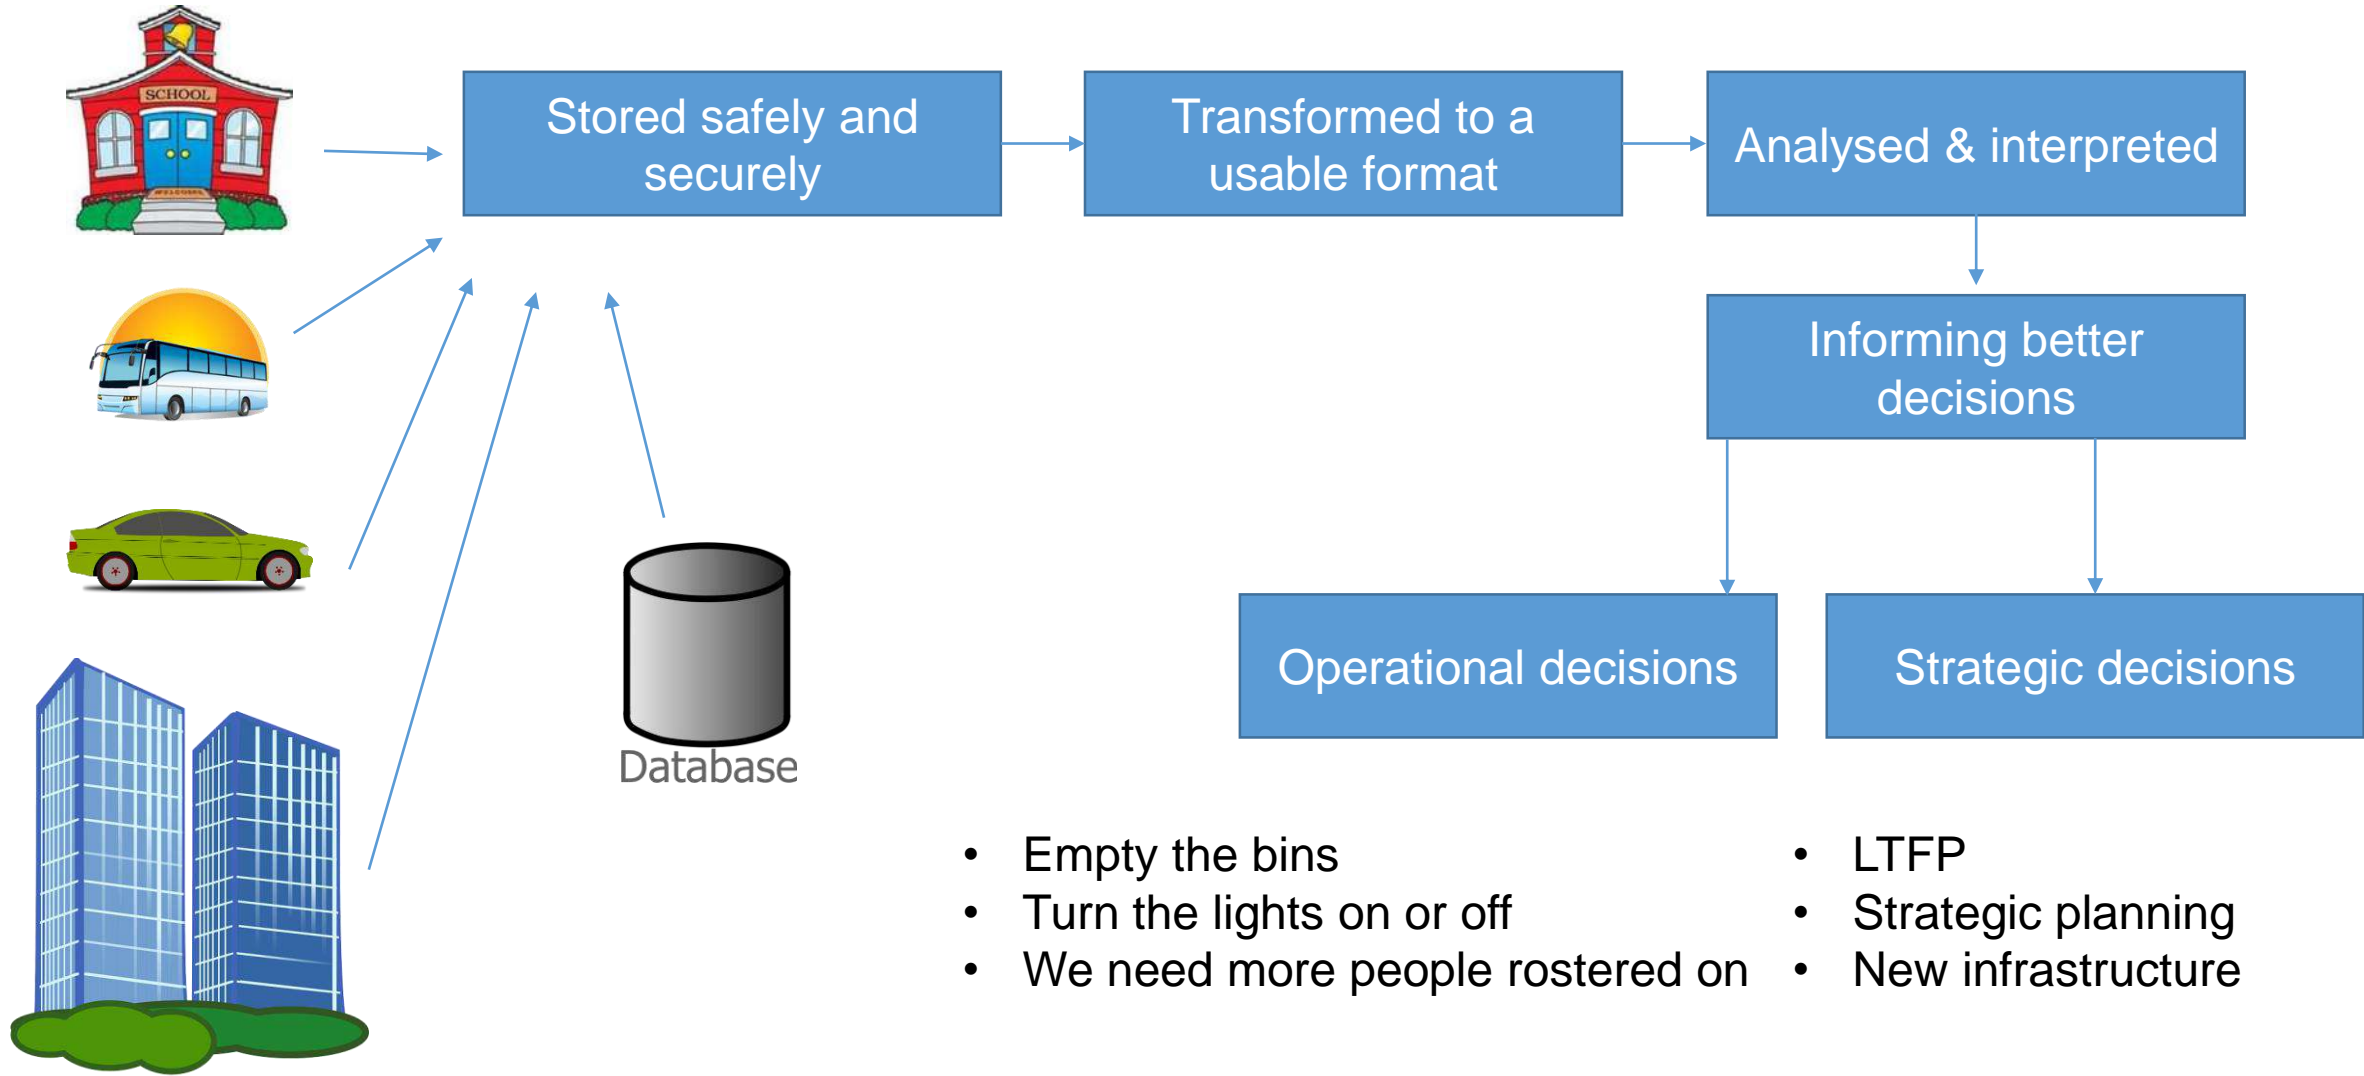 SCHOOL
WELCOME
Stored safely and
securely
Transformed to a
usable format
Analysed & interpreted
Informing better
decisions
Operational decisions
Strategic decisions
Database
• Empty the bins
• Turn the lights on or off
• We need more people rostered on
• LTFP
• Strategic planning
• New infrastructure